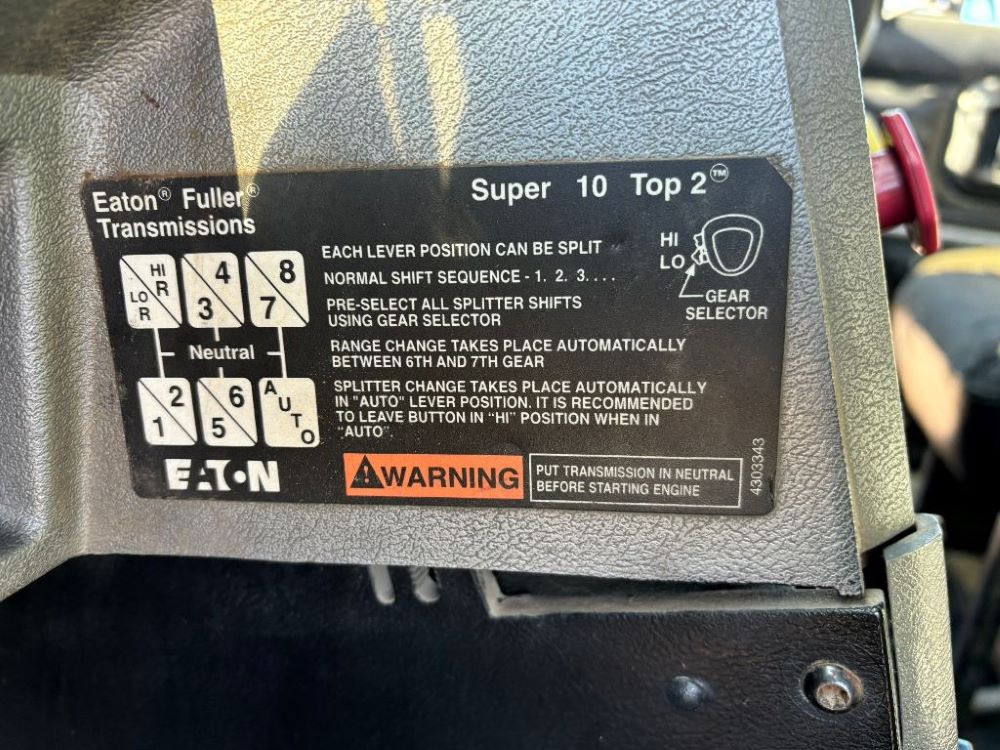 Eaton® Fuller®
Transmissions
Super 10 Top 2™
HI R
LO R
4
3
8
7
Neutral
2
1
6
5
AUTO
EATON
EACH LEVER POSITION CAN BE SPLIT
NORMAL SHIFT SEQUENCE - 1. 2. 3. . . .
PRE-SELECT ALL SPLITTER SHIFTS
USING GEAR SELECTOR
RANGE CHANGE TAKES PLACE AUTOMATICALLY
BETWEEN 6TH AND 7TH GEAR
SPLITTER CHANGE TAKES PLACE AUTOMATICALLY
IN "AUTO" LEVER POSITION. IT IS RECOMMENDED
TO LEAVE BUTTON IN "HI" POSITION WHEN IN
"AUTO".
HI
LO
GEAR
SELECTOR
WARNING
PUT TRANSMISSION IN NEUTRAL
BEFORE STARTING ENGINE
4303343